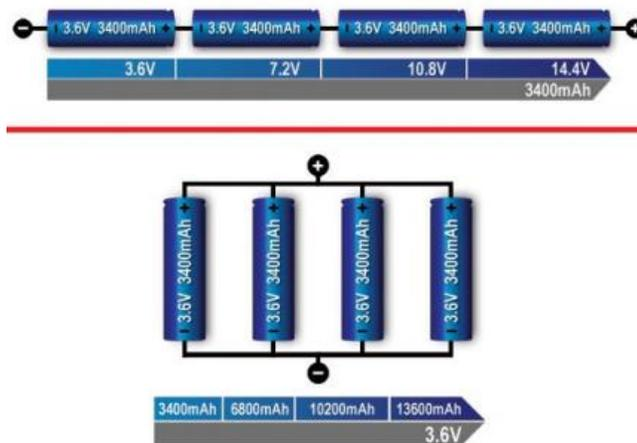 − − 3.6V 3400mAh + − 3.6V 3400mAh + − 3.6V 3400mAh + − 3.6V 3400mAh + +
3.6V 7.2V 10.8V 14.4V
3400mAh
+
− 3.6V 3400mAh +
− 3.6V 3400mAh +
− 3.6V 3400mAh +
− 3.6V 3400mAh +
−
3400mAh 6800mAh 10200mAh 13600mAh
3.6V